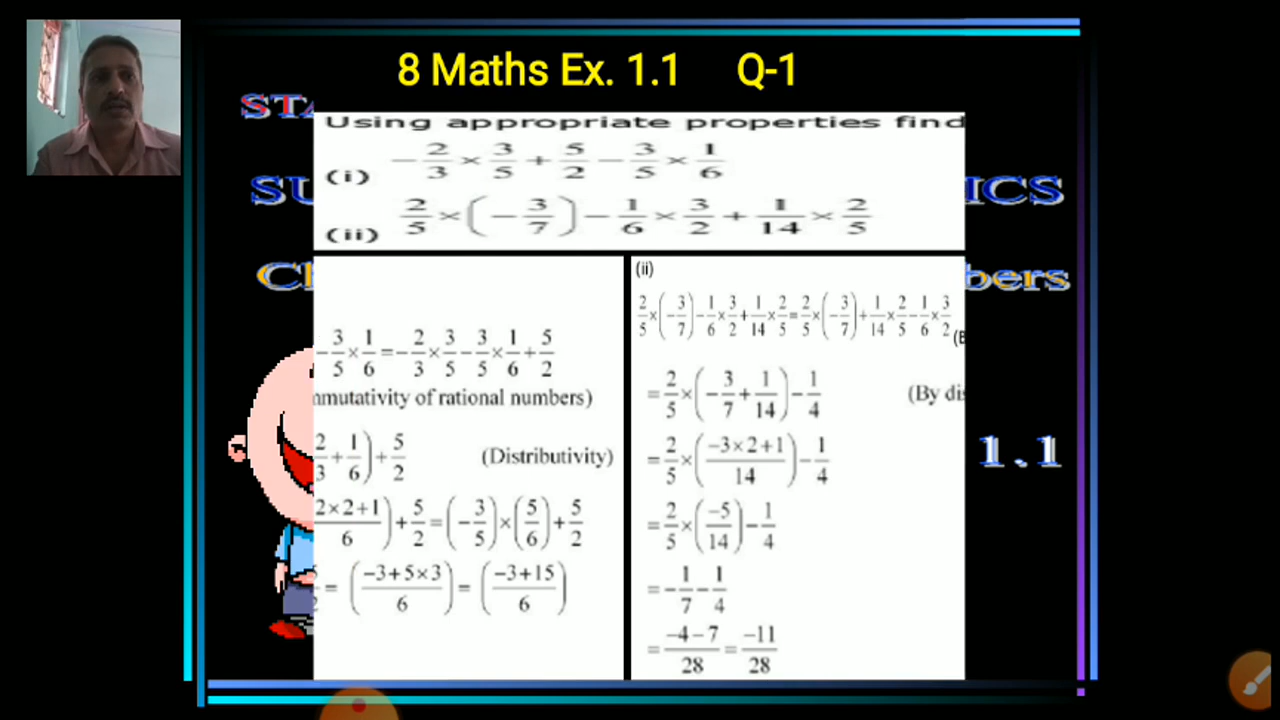 8 Maths Ex. 1.1 Q-1
Using appropriate properties find
(i) -2/3 × 3/5 + 5/2 - 3/5 × 1/6
(ii) 2/5 × (-3/7) - 1/6 × 3/2 + 1/14 × 2/5
-3/5 × 1/6 = -2/3 × 3/5 - 3/5 × 1/6 + 5/2
mmutativity of rational numbers)
2/3 + 1/6) + 5/2 (Distributivity)
2×2+1/6) + 5/2 = (-3/5) × (5/6) + 5/2
= (-3+5×3/6) = (-3+15/6)
(ii)
2/5 × (-3/7) - 1/6 × 3/2 + 1/14 × 2/5 = 2/5 × (-3/7) + 1/14 × 2/5 - 1/6 × 3/2
= 2/5 × (-3/7 + 1/14) - 1/4 (By dis
= 2/5 × (-3×2+1/14) - 1/4
= 2/5 × (-5/14) - 1/4
= -1/7 - 1/4
= -4-7/28 = -11/28
STA
SU
ICS
Ch
bers
1.1